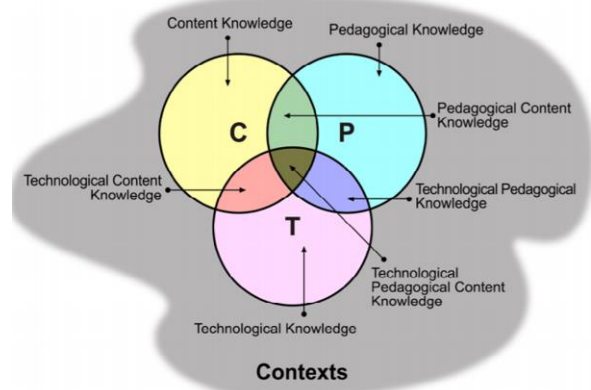 Content Knowledge
Pedagogical Knowledge
C
P
Pedagogical Content
Knowledge
Technological Content
Knowledge
Technological Pedagogical
Knowledge
T
Technological
Pedagogical Content
Knowledge
Technological Knowledge
Contexts